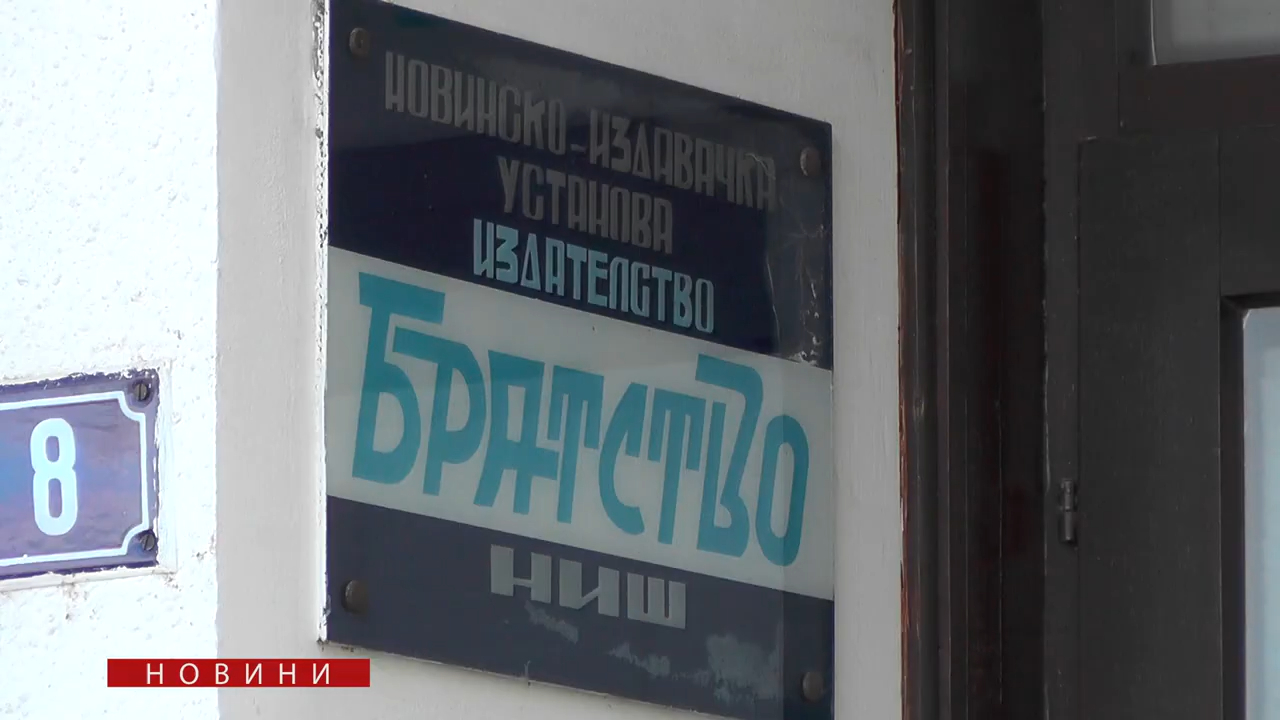 НОВИНСКО-ИЗДАВАЧКА
УСТАНОВА
ИЗДАТЕЛСТВО
БРАТСТВО
НИШ
8
НОВИНИ